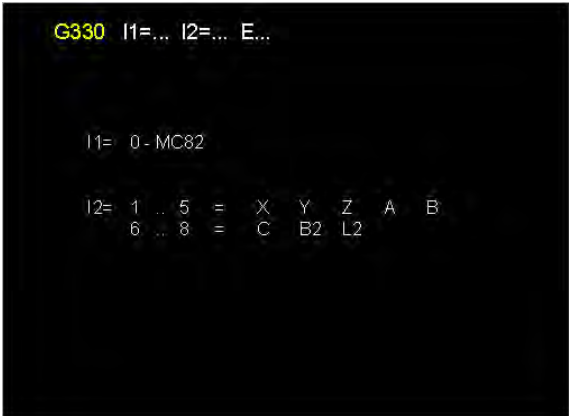 G330 I1=... I2=... E...
I1= 0 - MC82
I2= 1 .. 5 = X Y Z A B
6 .. 8 = C B2 L2